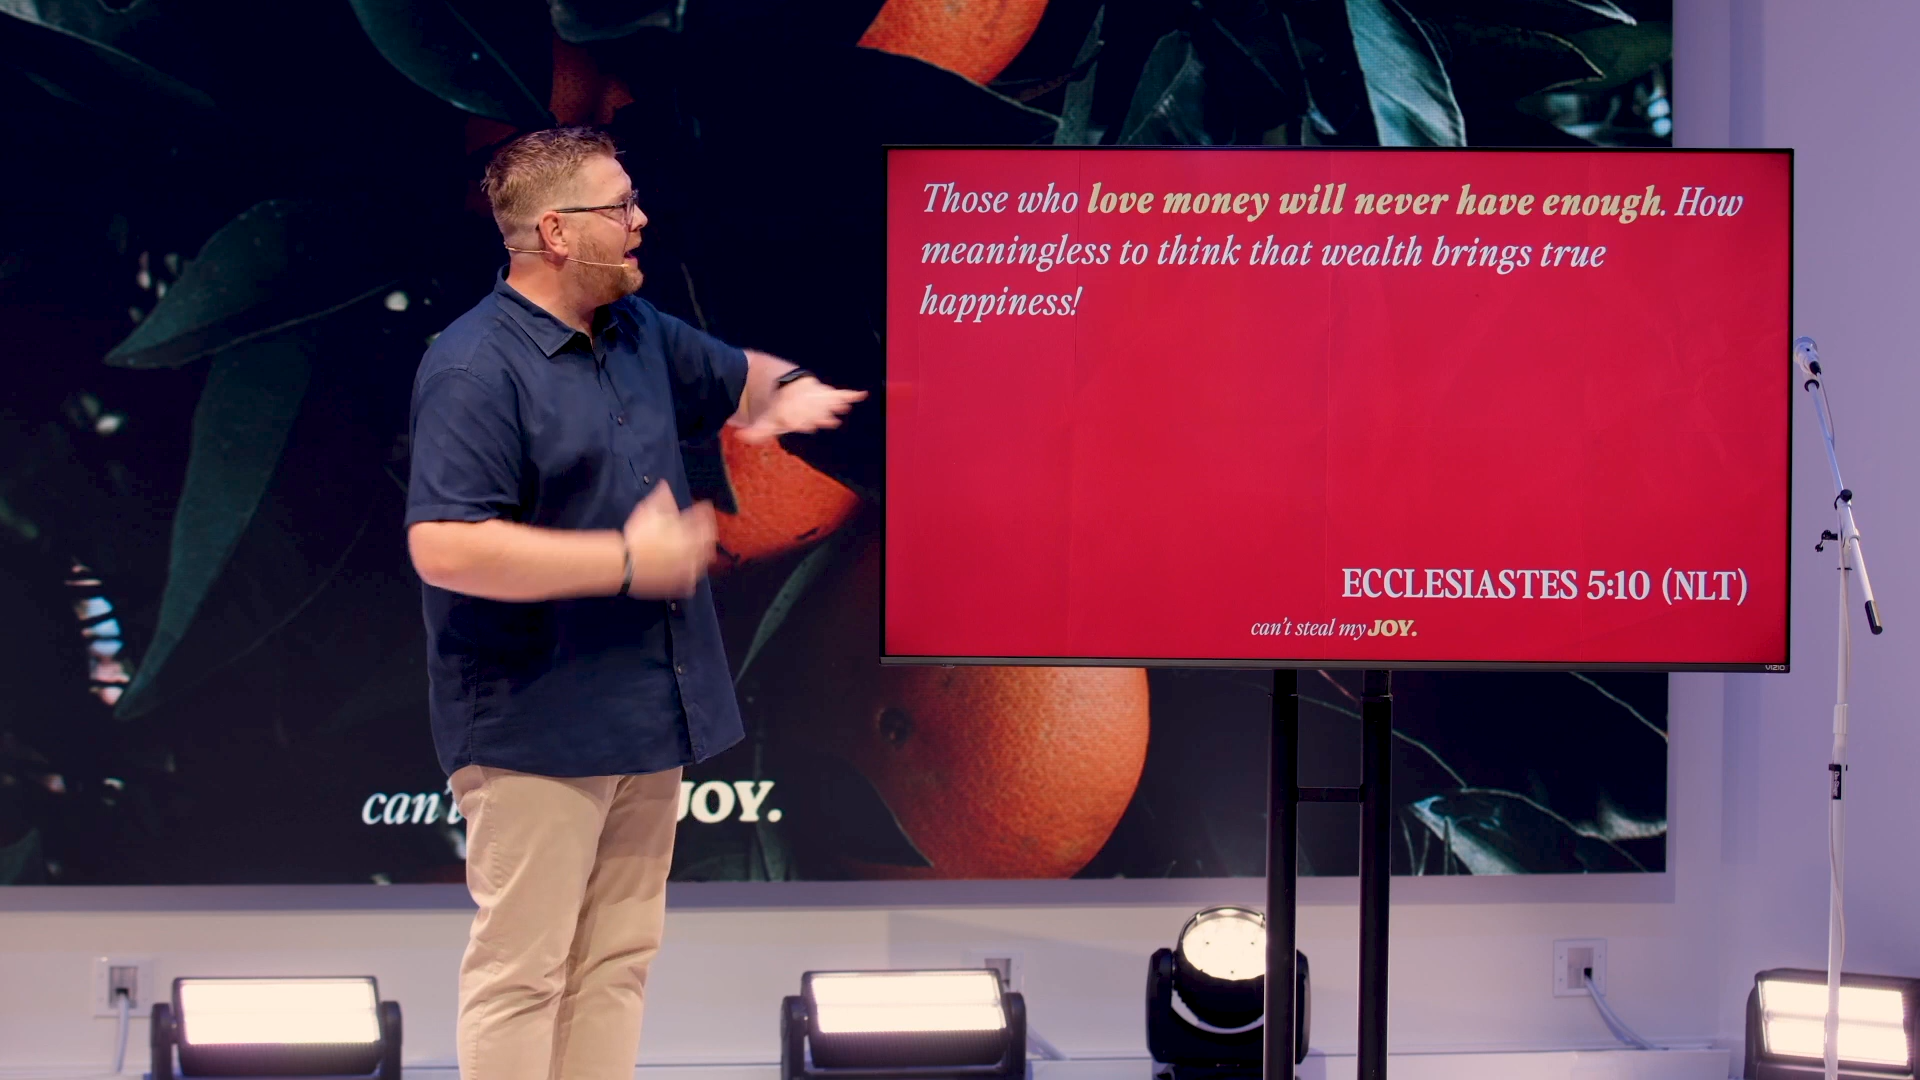 Those who love money will never have enough. How
meaningless to think that wealth brings true
happiness!
ECCLESIASTES 5:10 (NLT)
can't steal my JOY.
VIZIO
can't
JOY.